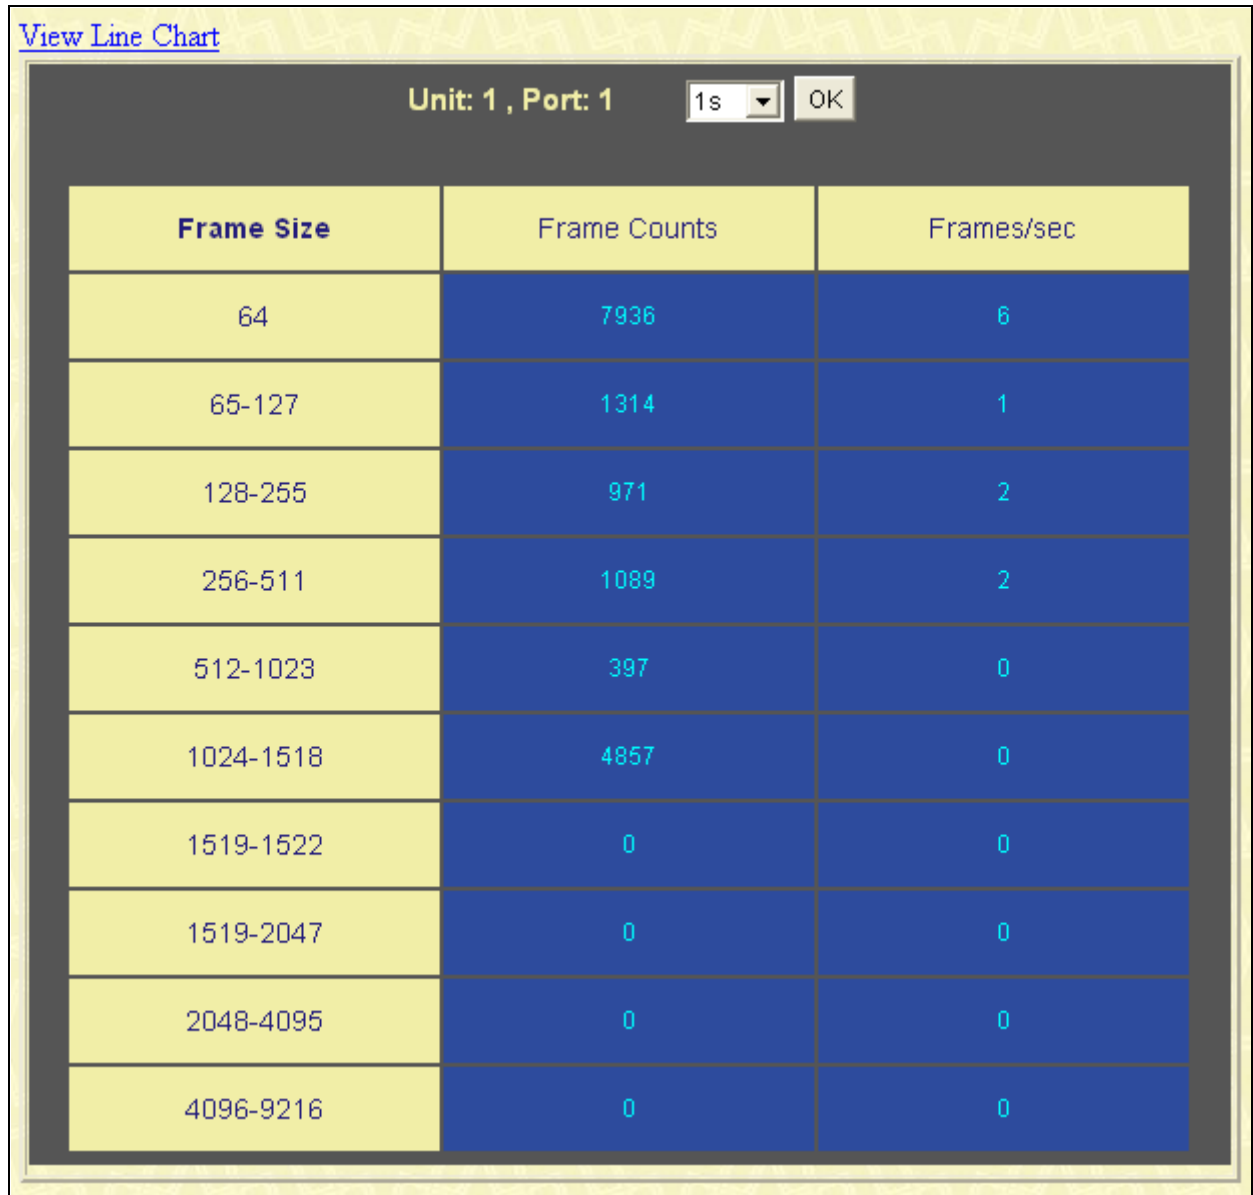 View Line Chart
Unit: 1 , Port: 1 1s OK
Frame Size Frame Counts Frames/sec
64 7936 6
65-127 1314 1
128-255 971 2
256-511 1089 2
512-1023 397 0
1024-1518 4857 0
1519-1522 0 0
1519-2047 0 0
2048-4095 0 0
4096-9216 0 0